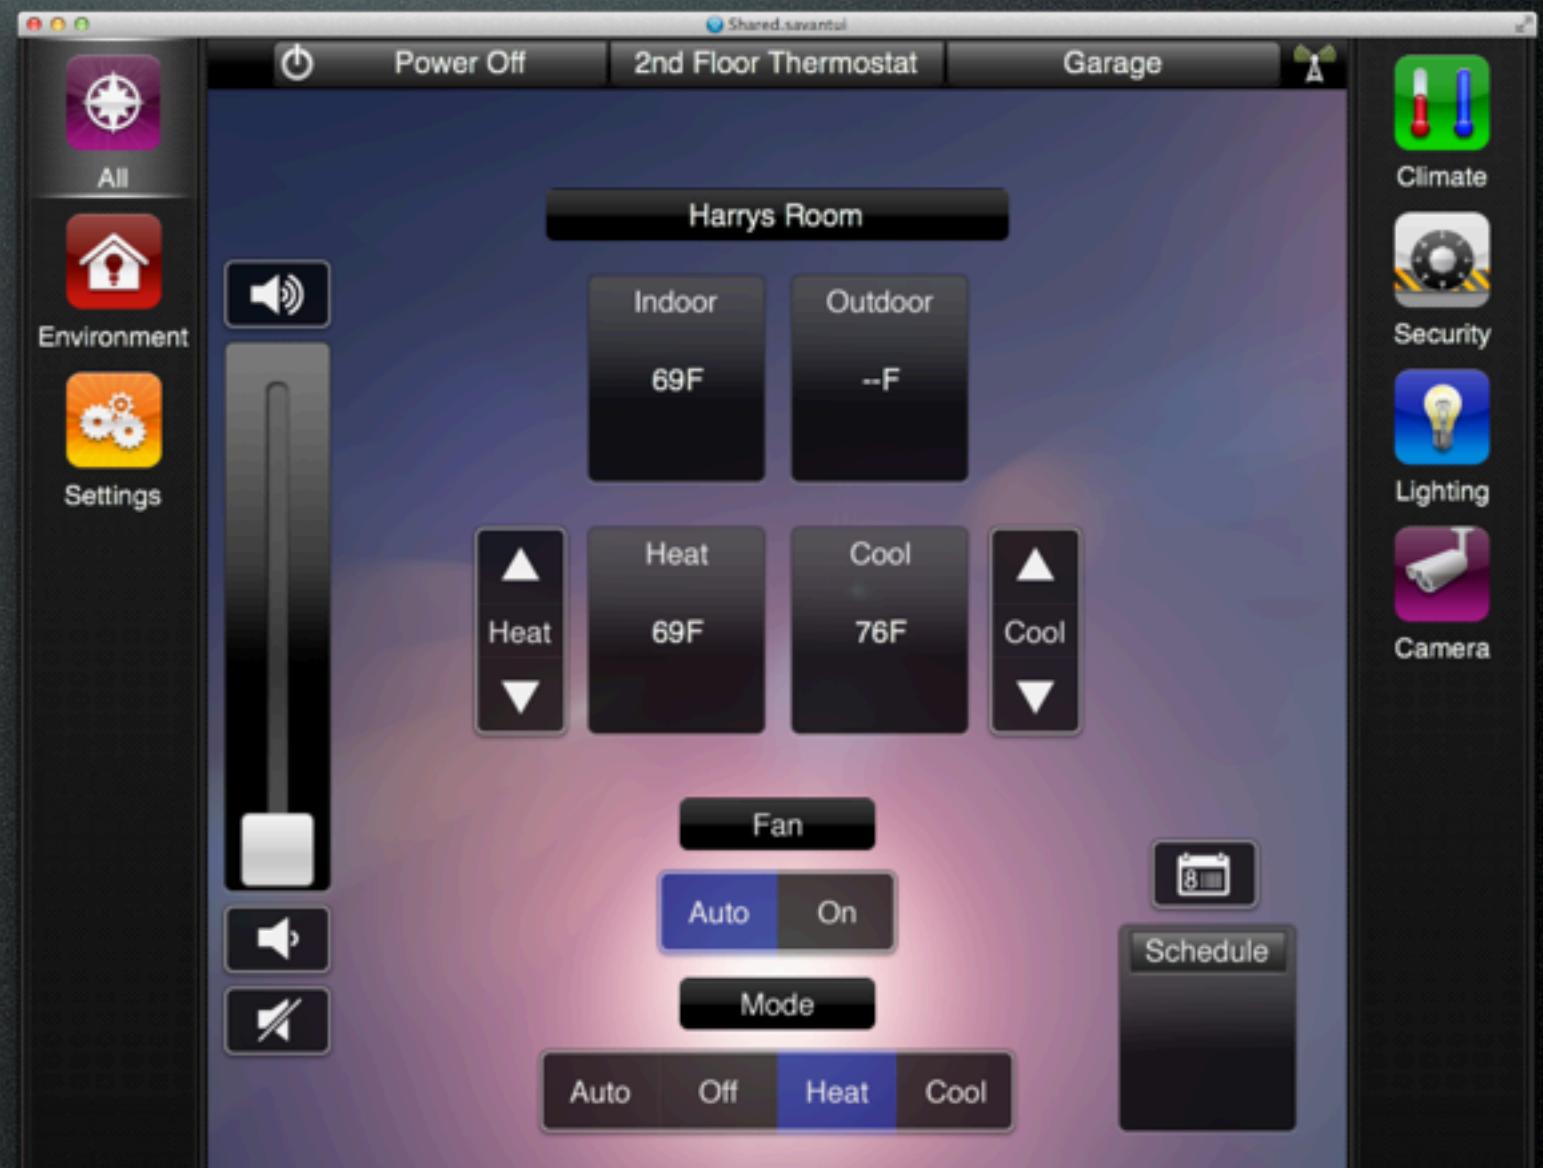 Shared.savantui
Power Off
2nd Floor Thermostat
Garage
All
Environment
Settings
Harrys Room
Indoor
69F
Outdoor
--F
Heat
Heat
69F
Cool
76F
Cool
Fan
Auto
On
Mode
Auto
Off
Heat
Cool
8
Schedule
Climate
Security
Lighting
Camera